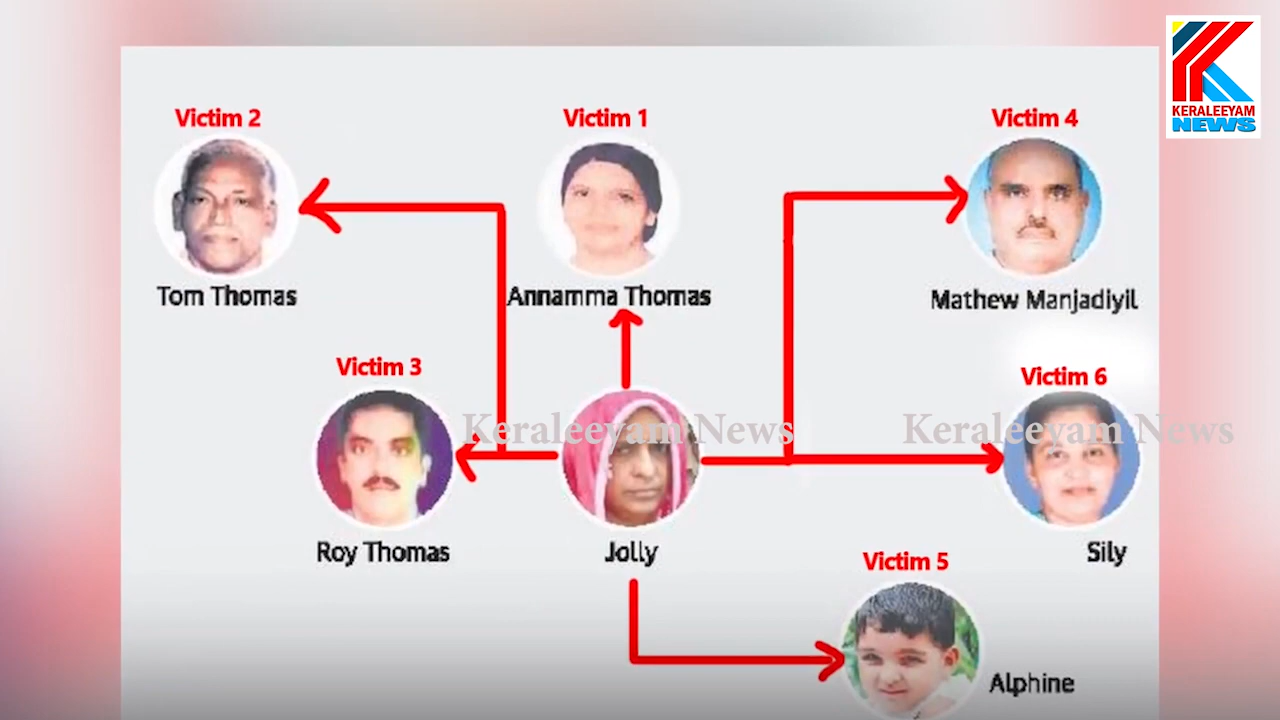 KERALEEYAM
NEWS
Victim 2
Victim 1
Victim 4
Tom Thomas
Annamma Thomas
Mathew Manjadiyil
Victim 3
Victim 6
Keraleeyam News
Keraleeyam News
Roy Thomas
Jolly
Sily
Victim 5
Alphine